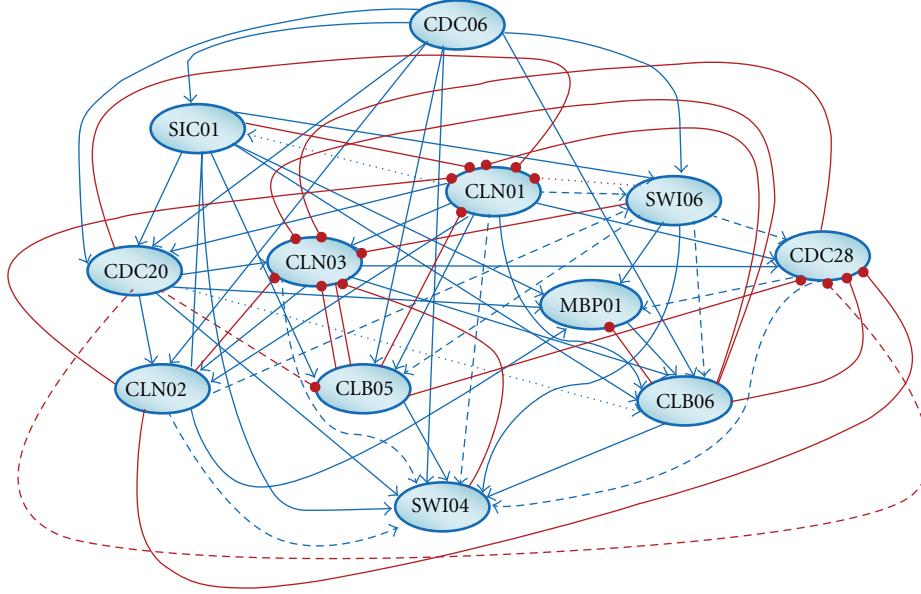 CDC06
SIC01
CLN01
SWI06
CDC20
CLN03
CDC28
MBP01
CLN02
CLB05
CLB06
SWI04